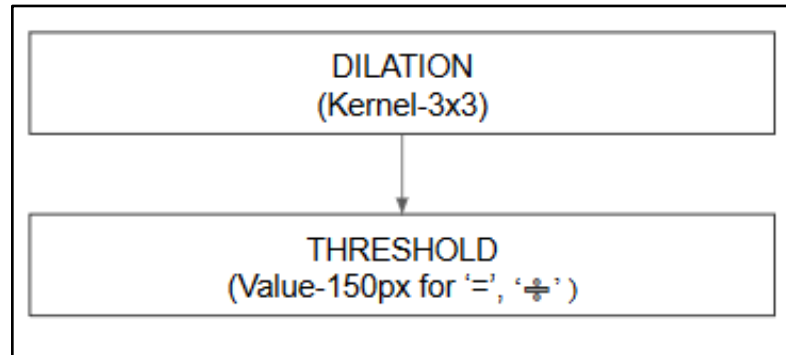 DILATION
(Kernel-3x3)
THRESHOLD
(Value-150px for ‘=’, ‘÷’ )